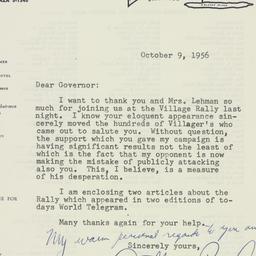 October 9, 1956
Dear Governor:
I want to thank you and Mrs. Lehman so
much for joining us at the Village Rally last
night. I know your eloquent appearance sin-
cerely moved the hundreds of Villager's who
came out to salute you. Without question,
the support which you gave my campaign is
having significant results not the least of
which is the fact that my opponent is now
making the mistake of publicly attacking
also you. This, I believe, is a measure
of his desperation.
I am enclosing two articles about the
Rally which appeared in two editions of to-
days World Telegram.
Many thanks again for your help.
My warm personal regards to you and
Sincerely yours,